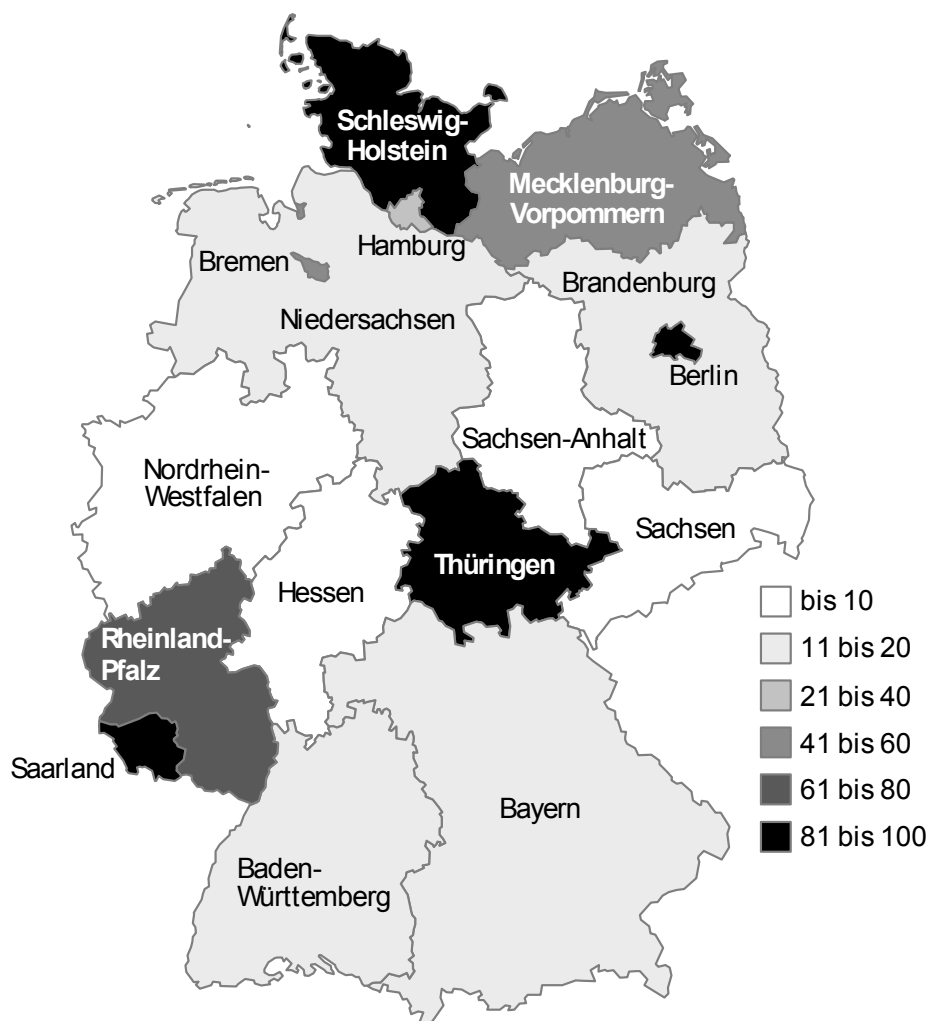 Schleswig-
Holstein
Mecklenburg-
Vorpommern
Hamburg
Bremen
Brandenburg
Niedersachsen
Berlin
Sachsen-Anhalt
Nordrhein-
Westfalen
Sachsen
Thüringen
Hessen
Rheinland-
Pfalz
Saarland
Bayern
Baden-
Württemberg
bis 10
11 bis 20
21 bis 40
41 bis 60
61 bis 80
81 bis 100